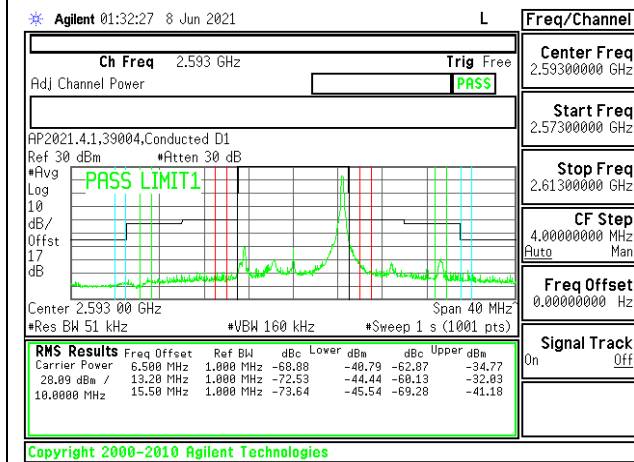 Agilent 01:32:27 8 Jun 2021 L
Freq/Channel
Ch Freq 2.593 GHz Trig Free
Adj Channel Power
PASS
Center Freq
2.59300000 GHz
Start Freq
2.57300000 GHz
Stop Freq
2.61300000 GHz
CF Step
4.00000000 MHz
Auto Man
Freq Offset
0.00000000 Hz
Signal Track
On Off
AP2021.4.1,39004,Conducted D1
Ref 30 dBm #Atten 30 dB
#Avg
Log
10
dB/
Offst
17
dB
PASS LIMIT1
Center 2.593 00 GHz Span 40 MHz^
#Res BW 51 kHz #VBW 160 kHz #Sweep 1 s (1001 pts)
RMS Results Freq Offset Ref BW dBc Lower dBm dBc Upper dBm
Carrier Power 6.500 MHz 1.000 MHz -68.88 -40.79 -62.87 -34.77
28.09 dBm / 13.20 MHz 1.000 MHz -72.53 -44.44 -60.13 -32.03
10.0000 MHz 15.50 MHz 1.000 MHz -73.64 -45.54 -69.28 -41.18
Copyright 2000-2010 Agilent Technologies